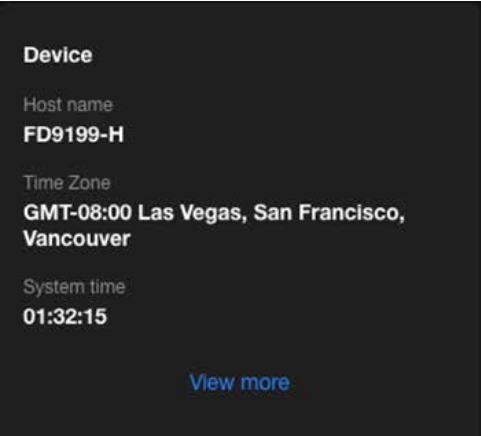 Device
Host name
FD9199-H
Time Zone
GMT-08:00 Las Vegas, San Francisco,
Vancouver
System time
01:32:15
View more